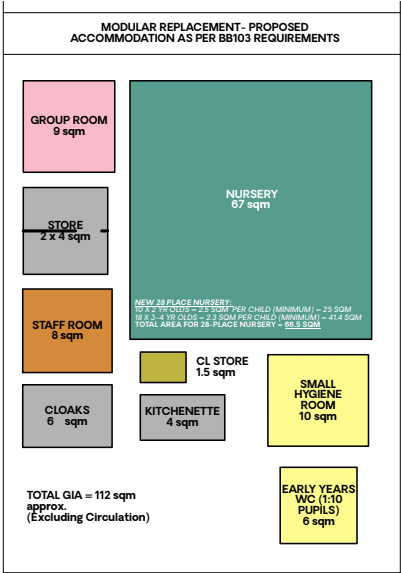 MODULAR REPLACEMENT- PROPOSED
ACCOMMODATION AS PER BB103 REQUIREMENTS
GROUP ROOM
9 sqm
NURSERY
67 sqm
STORE
2 x 4 sqm
NEW 28 PLACE NURSERY:
10 X 2 YR OLDS – 2.5 SQM PER CHILD (MINIMUM) = 25 SQM
18 X 3-4 YR OLDS – 2.3 SQM PER CHILD (MINIMUM) = 41.4 SQM
TOTAL AREA FOR 28-PLACE NURSERY = 66.5 SQM
STAFF ROOM
8 sqm
CL STORE
1.5 sqm
CLOAKS
6 sqm
KITCHENETTE
4 sqm
SMALL
HYGIENE
ROOM
10 sqm
EARLY YEARS
WC (1:10
PUPILS)
6 sqm
TOTAL GIA = 112 sqm
approx.
(Excluding Circulation)